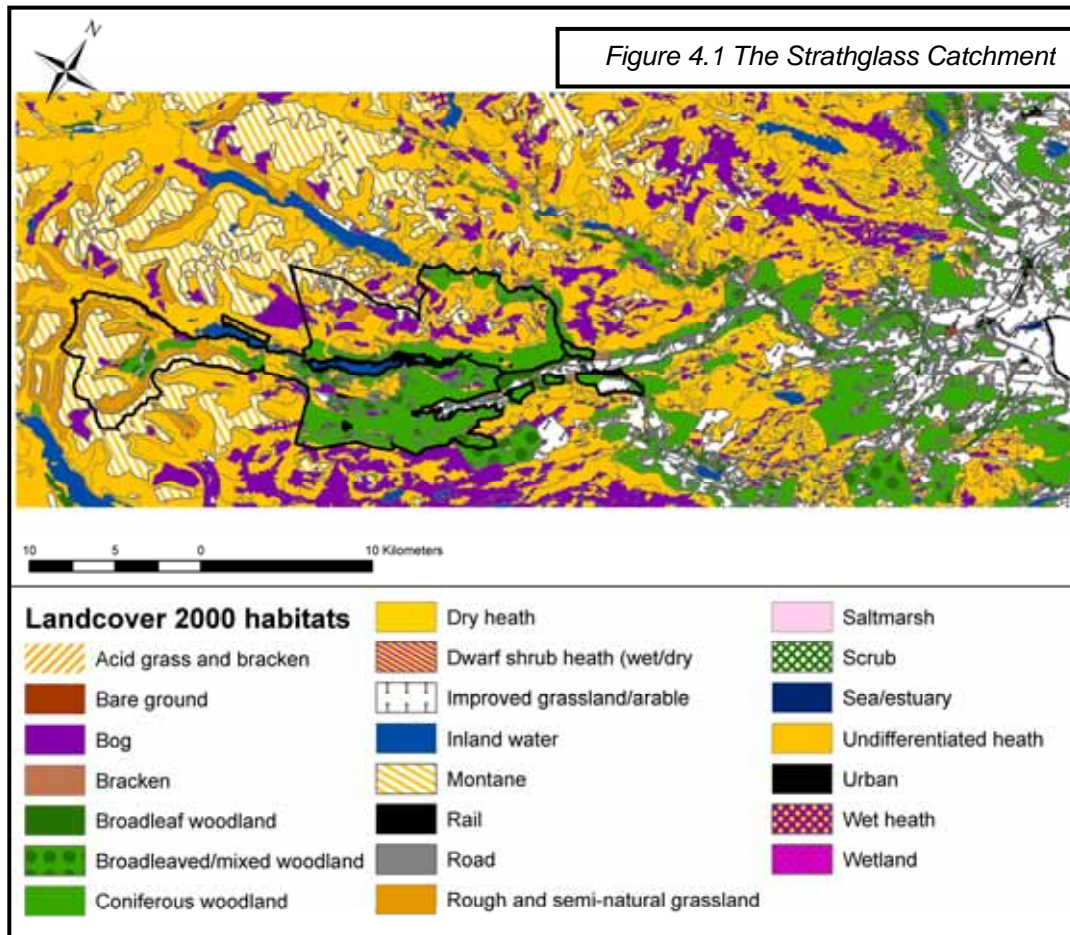 N
Figure 4.1 The Strathglass Catchment
10 5 0 10 Kilometers
Landcover 2000 habitats
Acid grass and bracken
Bare ground
Bog
Bracken
Broadleaf woodland
Broadleaved/mixed woodland
Coniferous woodland
Dry heath
Dwarf shrub heath (wet/dry
Improved grassland/arable
Inland water
Montane
Rail
Road
Rough and semi-natural grassland
Saltmarsh
Scrub
Sea/estuary
Undifferentiated heath
Urban
Wet heath
Wetland